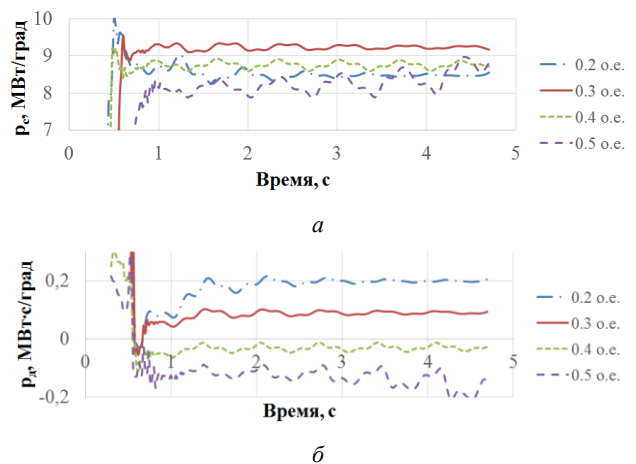 10
9
8
7
0
1
2
3
4
5
pс, МВт/град
Время, с
0.2 о.е.
0.3 о.е.
0.4 о.е.
0.5 о.е.
а
0,2
0
-0,2
0
1
2
3
4
5
pд, МВт·с/град
Время, с
0.2 о.е.
0.3 о.е.
0.4 о.е.
0.5 о.е.
б